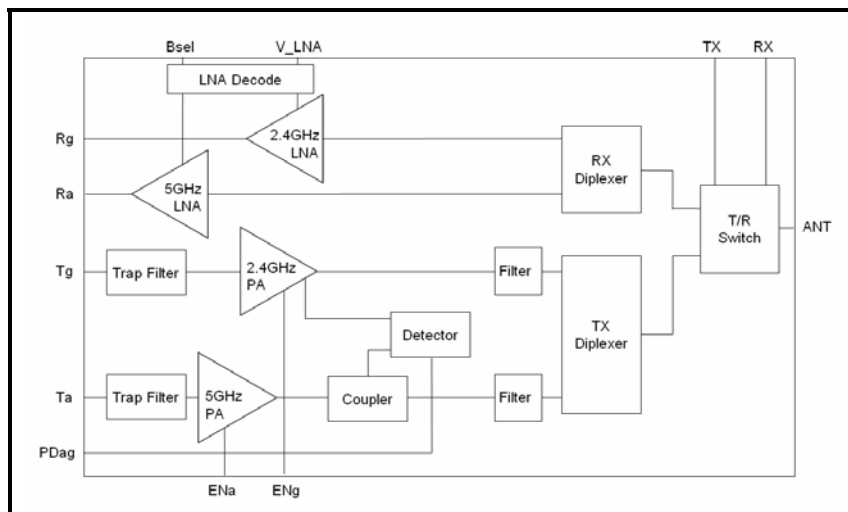 Bsel V_LNA TX RX
LNA Decode
Rg
2.4GHz
LNA
RX
Diplexer
Ra
5GHz
LNA
T/R
Switch
ANT
Tg
Trap Filter
2.4GHz
PA
Filter
TX
Diplexer
Detector
Ta
Trap Filter
5GHz
PA
Coupler
Filter
PDag
ENa ENg